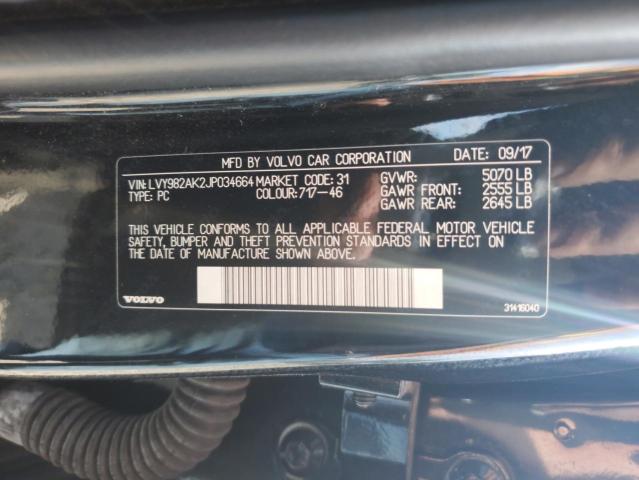 MFD BY VOLVO CAR CORPORATION DATE: 09/17
VIN:LVY982AK2JP034664 MARKET CODE: 31 GVWR: 5070 LB
TYPE: PC COLOUR:717-46 GAWR FRONT: 2555 LB
GAWR REAR: 2645 LB
THIS VEHICLE CONFORMS TO ALL APPLICABLE FEDERAL MOTOR VEHICLE
SAFETY, BUMPER AND THEFT PREVENTION STANDARDS IN EFFECT ON
THE DATE OF MANUFACTURE SHOWN ABOVE.
VOLVO 31416040